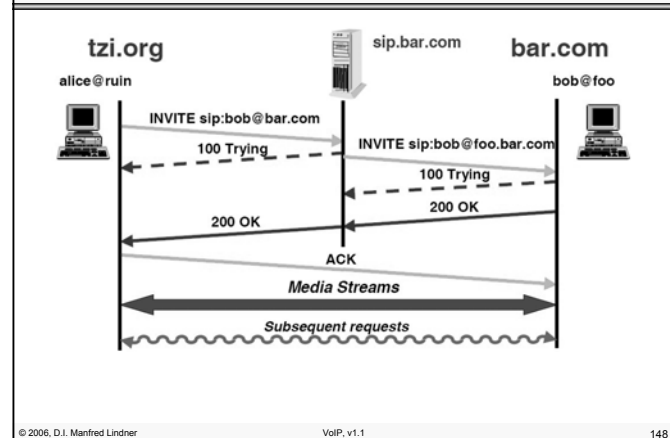 tzi.org
sip.bar.com
bar.com
alice@ruin
bob@foo
INVITE sip:bob@bar.com
INVITE sip:bob@foo.bar.com
100 Trying
100 Trying
200 OK
200 OK
ACK
Media Streams
Subsequent requests
© 2006, D.I. Manfred Lindner
VoIP, v1.1
148